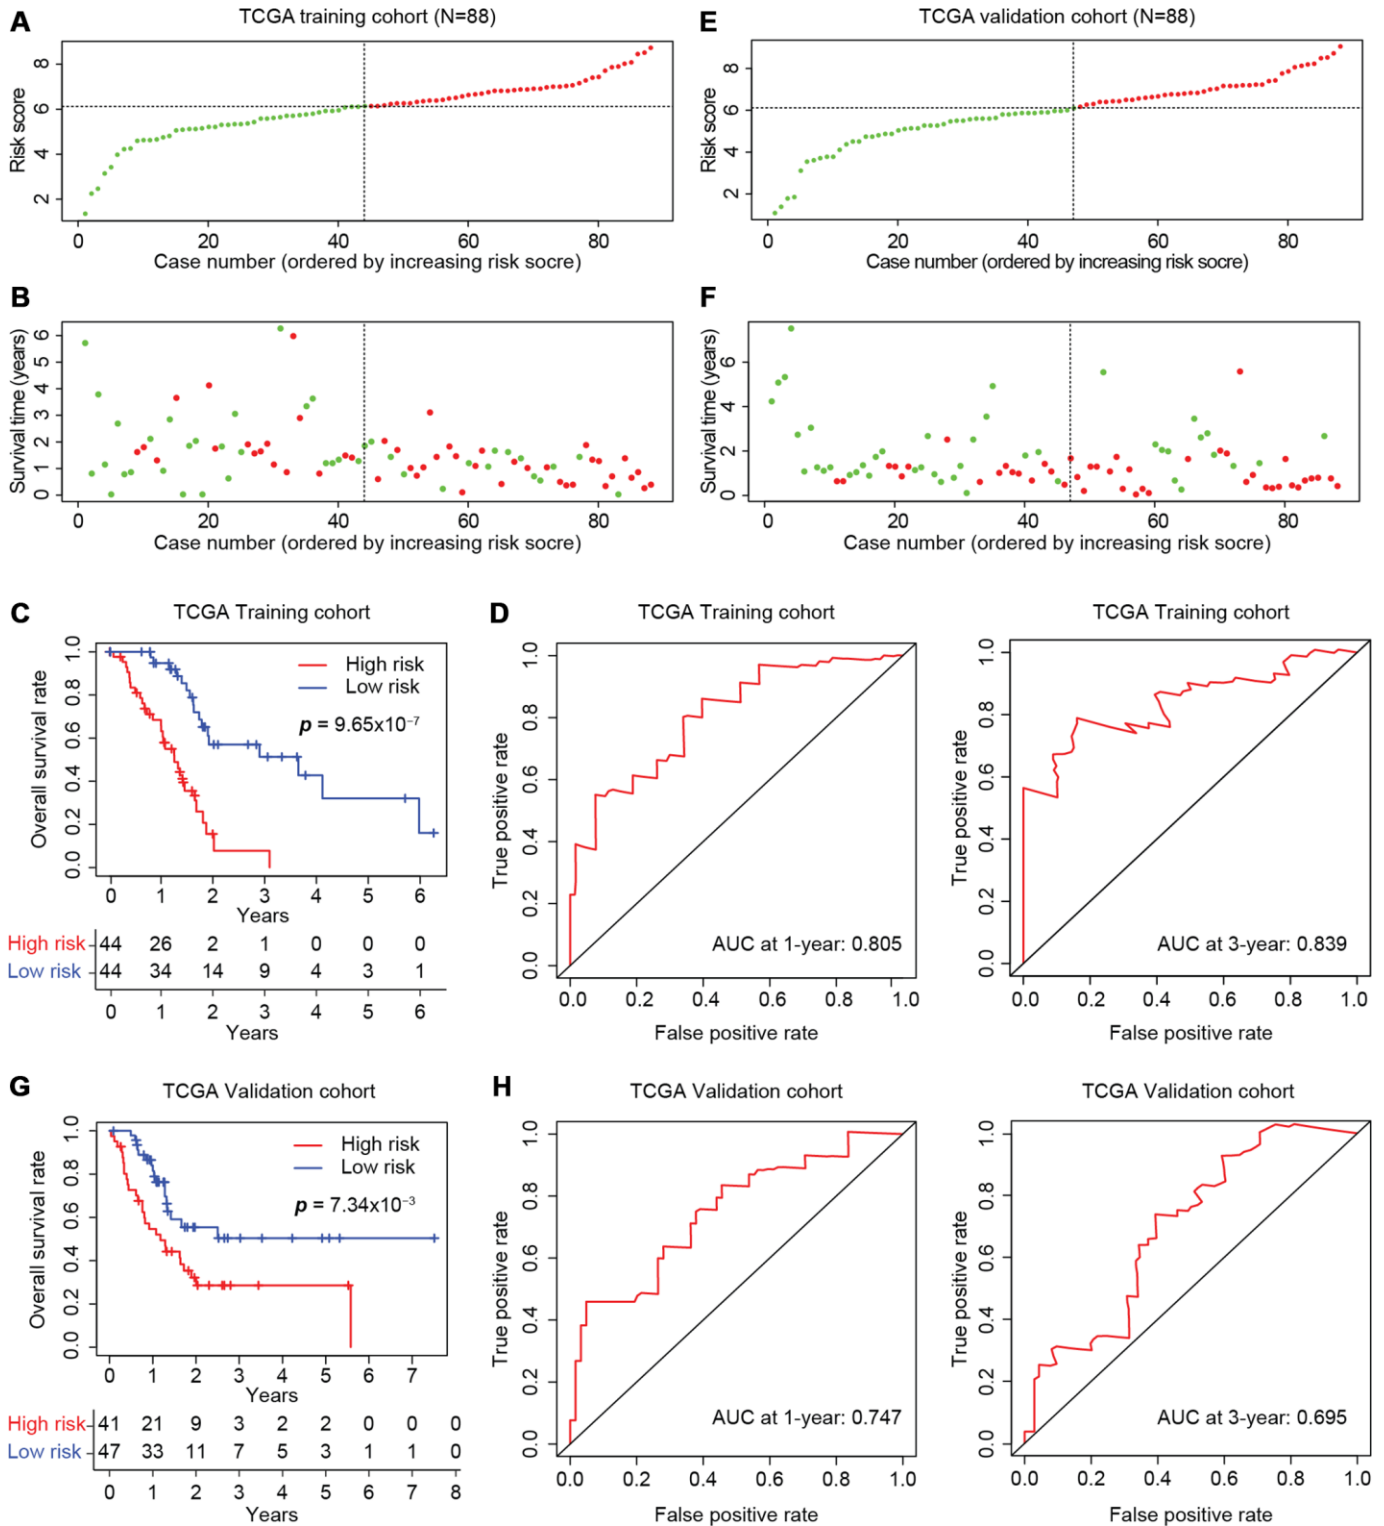 A
TCGA training cohort (N=88)
Risk score
8
6
4
2
0 20 40 60 80
Case number (ordered by increasing risk socre)
E
TCGA validation cohort (N=88)
Risk score
8
6
4
2
0 20 40 60 80
Case number (ordered by increasing risk socre)
B
Survival time (years)
6
5
4
3
2
1
0
0 20 40 60 80
Case number (ordered by increasing risk socre)
F
Survival time (years)
6
4
2
0
0 20 40 60 80
Case number (ordered by increasing risk socre)
C
TCGA Training cohort
Overall survival rate
1.0
0.8
0.6
0.4
0.2
0.0
High risk
Low risk
p = 9.65x10⁻⁷
0 1 2 3 4 5 6
Years
High risk 44 26 2 1 0 0 0
Low risk 44 34 14 9 4 3 1
0 1 2 3 4 5 6
Years
D
TCGA Training cohort
True positive rate
1.0
0.8
0.6
0.4
0.2
0.0
AUC at 1-year: 0.805
0.0 0.2 0.4 0.6 0.8 1.0
False positive rate
TCGA Training cohort
True positive rate
1.0
0.8
0.6
0.4
0.2
0.0
AUC at 3-year: 0.839
0.0 0.2 0.4 0.6 0.8 1.0
False positive rate
G
TCGA Validation cohort
Overall survival rate
1.0
0.8
0.6
0.4
0.2
0.0
High risk
Low risk
p = 7.34x10⁻³
0 1 2 3 4 5 6 7
Years
High risk 41 21 9 3 2 2 0 0 0
Low risk 47 33 11 7 5 3 1 1 0
0 1 2 3 4 5 6 7 8
Years
H
TCGA Validation cohort
True positive rate
1.0
0.8
0.6
0.4
0.2
0.0
AUC at 1-year: 0.747
0.0 0.2 0.4 0.6 0.8 1.0
False positive rate
TCGA Validation cohort
True positive rate
1.0
0.8
0.6
0.4
0.2
0.0
AUC at 3-year: 0.695
0.0 0.2 0.4 0.6 0.8 1.0
False positive rate